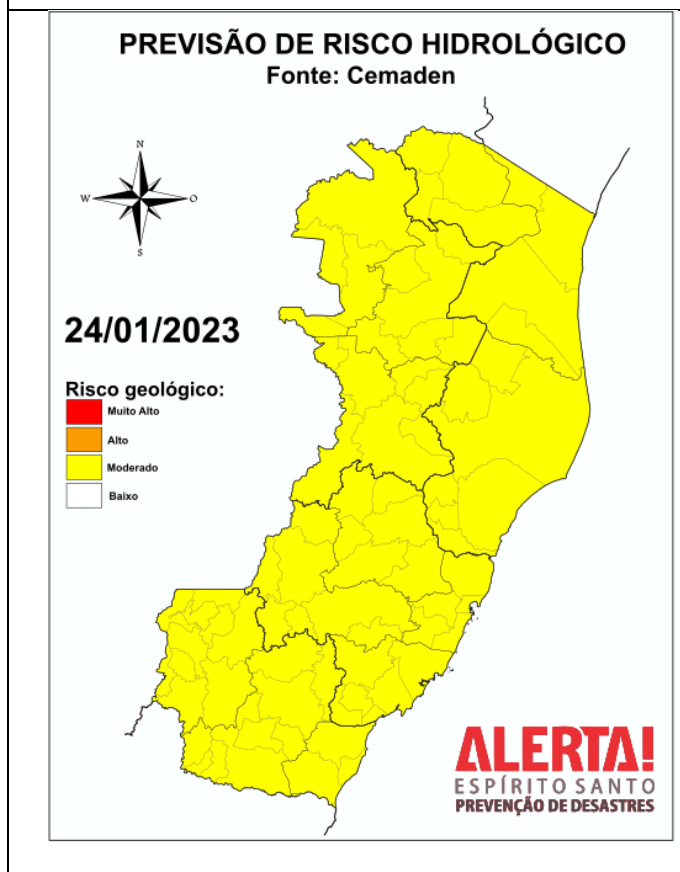 PREVISÃO DE RISCO HIDROLÓGICO
Fonte: Cemaden
N
W
O
S
24/01/2023
Risco geológico:
Muito Alto
Alto
Moderado
Baixo
ALERTA!
ESPÍRITO SANTO
PREVENÇÃO DE DESASTRES